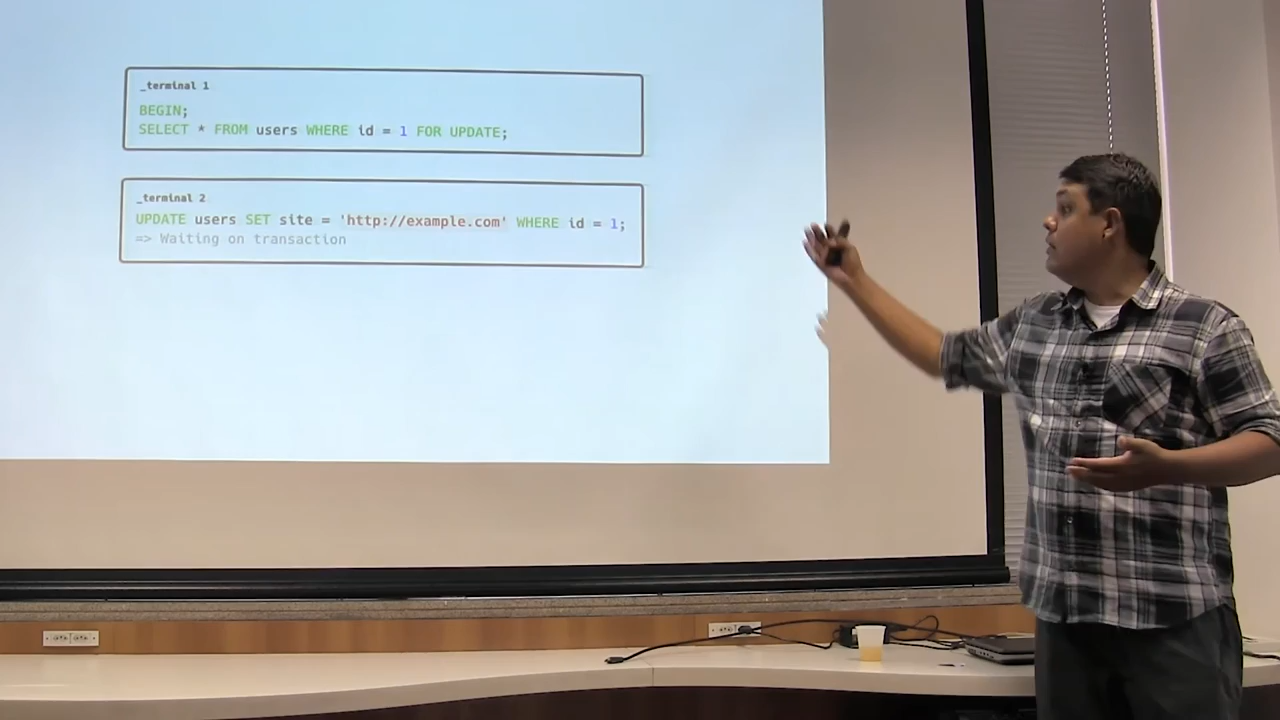 _terminal 1
BEGIN;
SELECT * FROM users WHERE id = 1 FOR UPDATE;
_terminal 2
UPDATE users SET site = 'http://example.com' WHERE id = 1;
=> Waiting on transaction